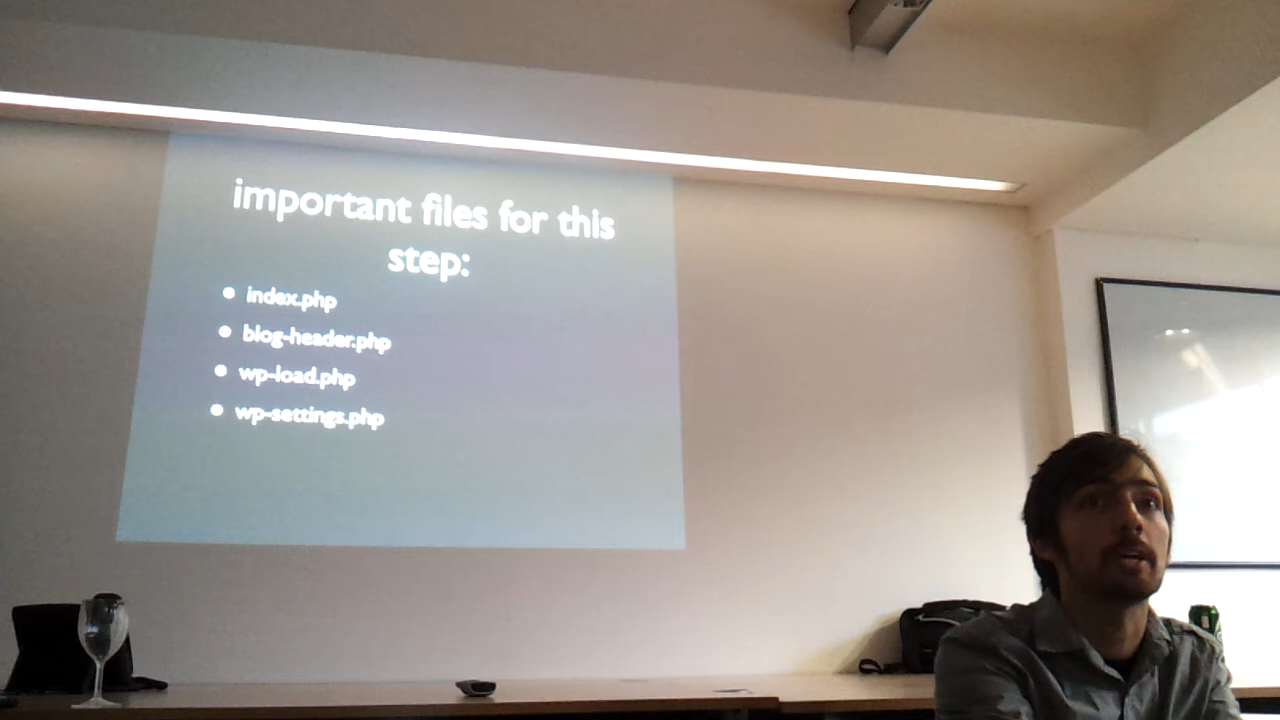 important files for this
step:
• index.php
• blog-header.php
• wp-load.php
• wp-settings.php